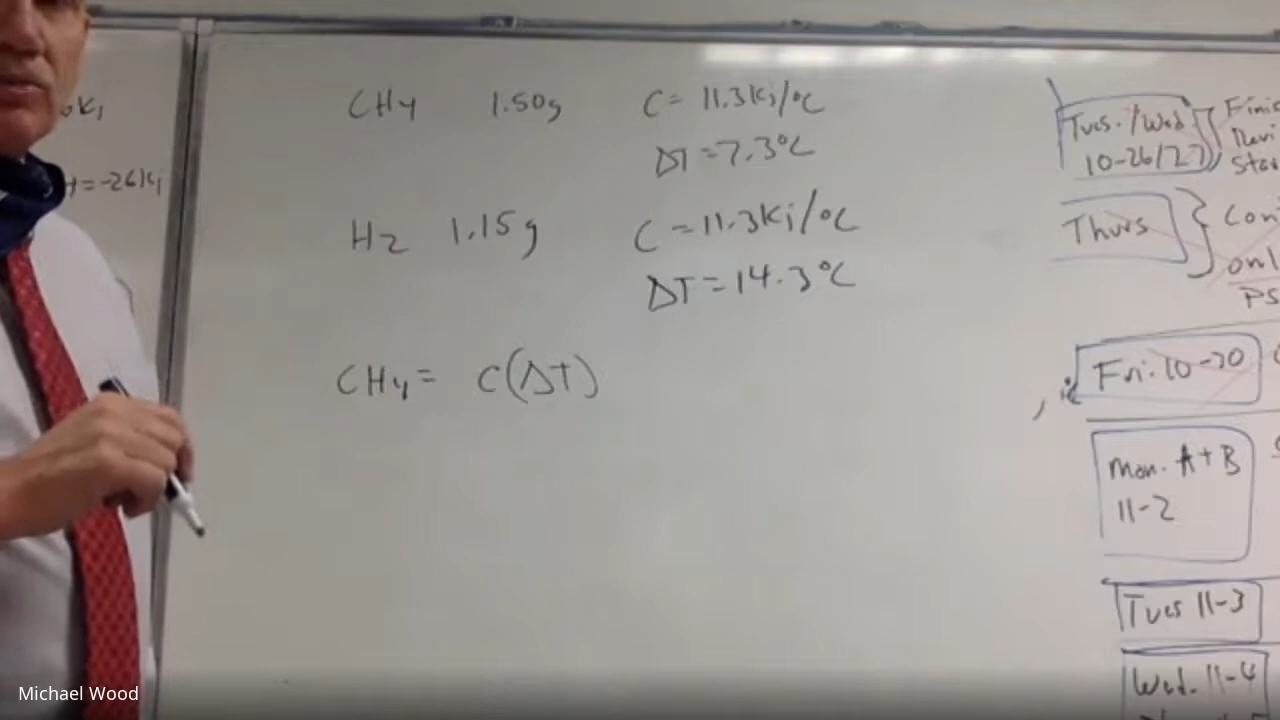 CH4 1.50g C = 11.3kj/°C
ΔT = 7.3°C
H2 1.15g C = 11.3kj/°C
ΔT = 14.3°C
CH4 = C(ΔT)
Tues. / Wed
10-26/27
Thurs
Fri. 10-30
Mon. A + B
11-2
Tues 11-3
Wed. 11-4
PS
Michael Wood